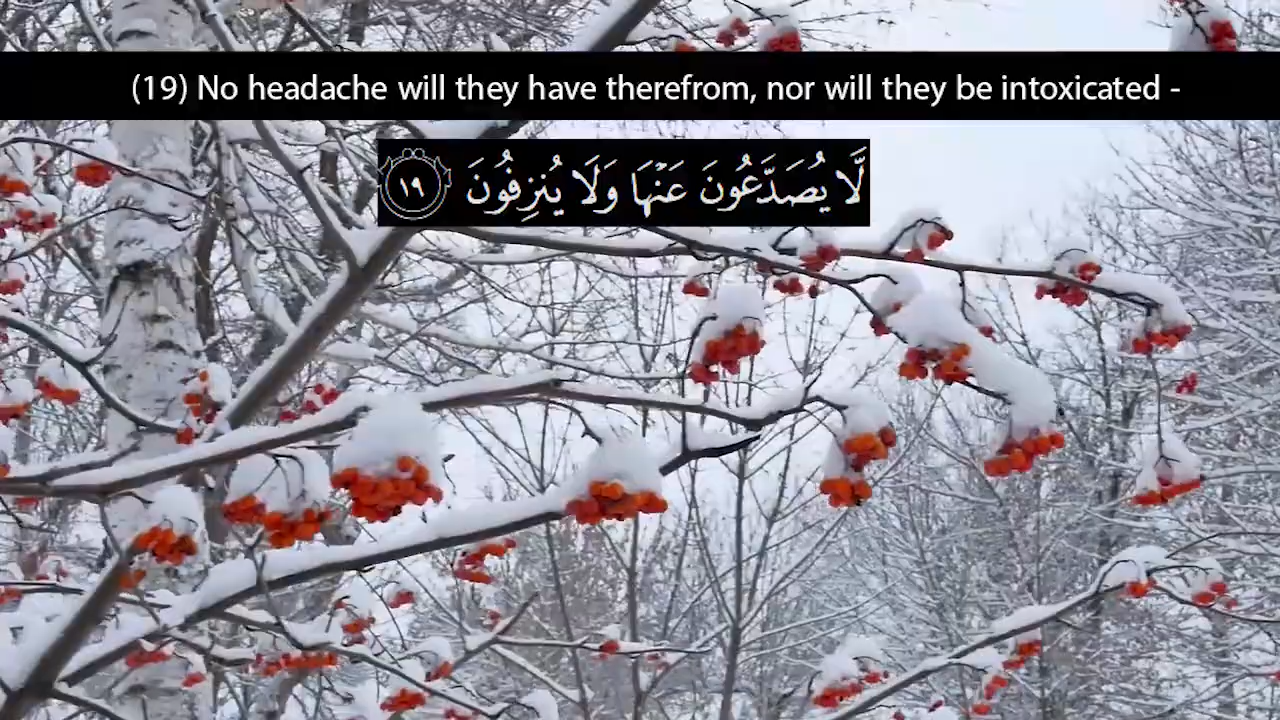 (19) No headache will they have therefrom, nor will they be intoxicated -
لَّا يُصَدَّعُونَ عَنْهَا وَلَا يُنزِفُونَ ١٩